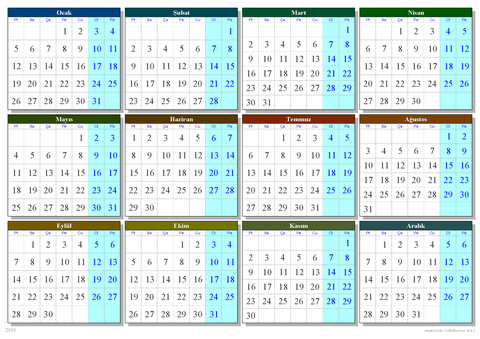 Ocak
Pt Sa Ça Pe Cu Ct Pa
1 2 3 4
5 6 7 8 9 10 11
12 13 14 15 16 17 18
19 20 21 22 23 24 25
26 27 28 29 30 31
Şubat
Pt Sa Ça Pe Cu Ct Pa
1
2 3 4 5 6 7 8
9 10 11 12 13 14 15
16 17 18 19 20 21 22
23 24 25 26 27 28
Mart
Pt Sa Ça Pe Cu Ct Pa
1
2 3 4 5 6 7 8
9 10 11 12 13 14 15
16 17 18 19 20 21 22
23 24 25 26 27 28 29
30 31
Nisan
Pt Sa Ça Pe Cu Ct Pa
1 2 3 4 5
6 7 8 9 10 11 12
13 14 15 16 17 18 19
20 21 22 23 24 25 26
27 28 29 30
Mayıs
Pt Sa Ça Pe Cu Ct Pa
1 2 3
4 5 6 7 8 9 10
11 12 13 14 15 16 17
18 19 20 21 22 23 24
25 26 27 28 29 30 31
Haziran
Pt Sa Ça Pe Cu Ct Pa
1 2 3 4 5 6 7
8 9 10 11 12 13 14
15 16 17 18 19 20 21
22 23 24 25 26 27 28
29 30
Temmuz
Pt Sa Ça Pe Cu Ct Pa
1 2 3 4 5
6 7 8 9 10 11 12
13 14 15 16 17 18 19
20 21 22 23 24 25 26
27 28 29 30 31
Ağustos
Pt Sa Ça Pe Cu Ct Pa
1 2
3 4 5 6 7 8 9
10 11 12 13 14 15 16
17 18 19 20 21 22 23
24 25 26 27 28 29 30
31
Eylül
Pt Sa Ça Pe Cu Ct Pa
1 2 3 4 5 6
7 8 9 10 11 12 13
14 15 16 17 18 19 20
21 22 23 24 25 26 27
28 29 30
Ekim
Pt Sa Ça Pe Cu Ct Pa
1 2 3 4
5 6 7 8 9 10 11
12 13 14 15 16 17 18
19 20 21 22 23 24 25
26 27 28 29 30 31
Kasım
Pt Sa Ça Pe Cu Ct Pa
1
2 3 4 5 6 7 8
9 10 11 12 13 14 15
16 17 18 19 20 21 22
23 24 25 26 27 28 29
30
Aralık
Pt Sa Ça Pe Cu Ct Pa
1 2 3 4 5 6
7 8 9 10 11 12 13
14 15 16 17 18 19 20
21 22 23 24 25 26 27
28 29 30 31